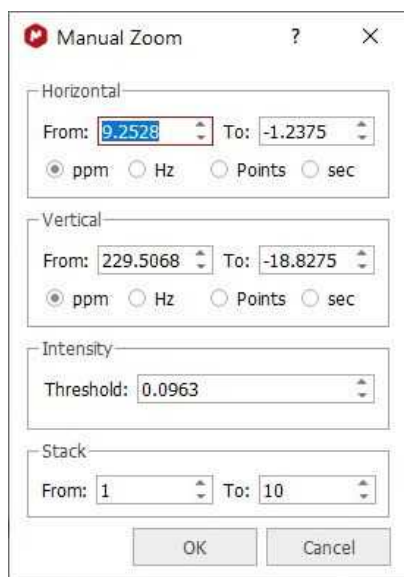 Manual Zoom ? ×
Horizontal
From: 9.2528 To: -1.2375
ppm Hz Points sec
Vertical
From: 229.5068 To: -18.8275
ppm Hz Points sec
Intensity
Threshold: 0.0963
Stack
From: 1 To: 10
OK Cancel